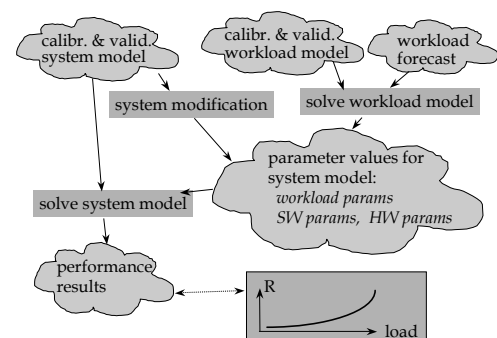 calibr. & valid.
system model
calibr. & valid.
workload model
workload
forecast
system modification
solve workload model
parameter values for
system model:
workload params
SW params, HW params
solve system model
performance
results
R
load